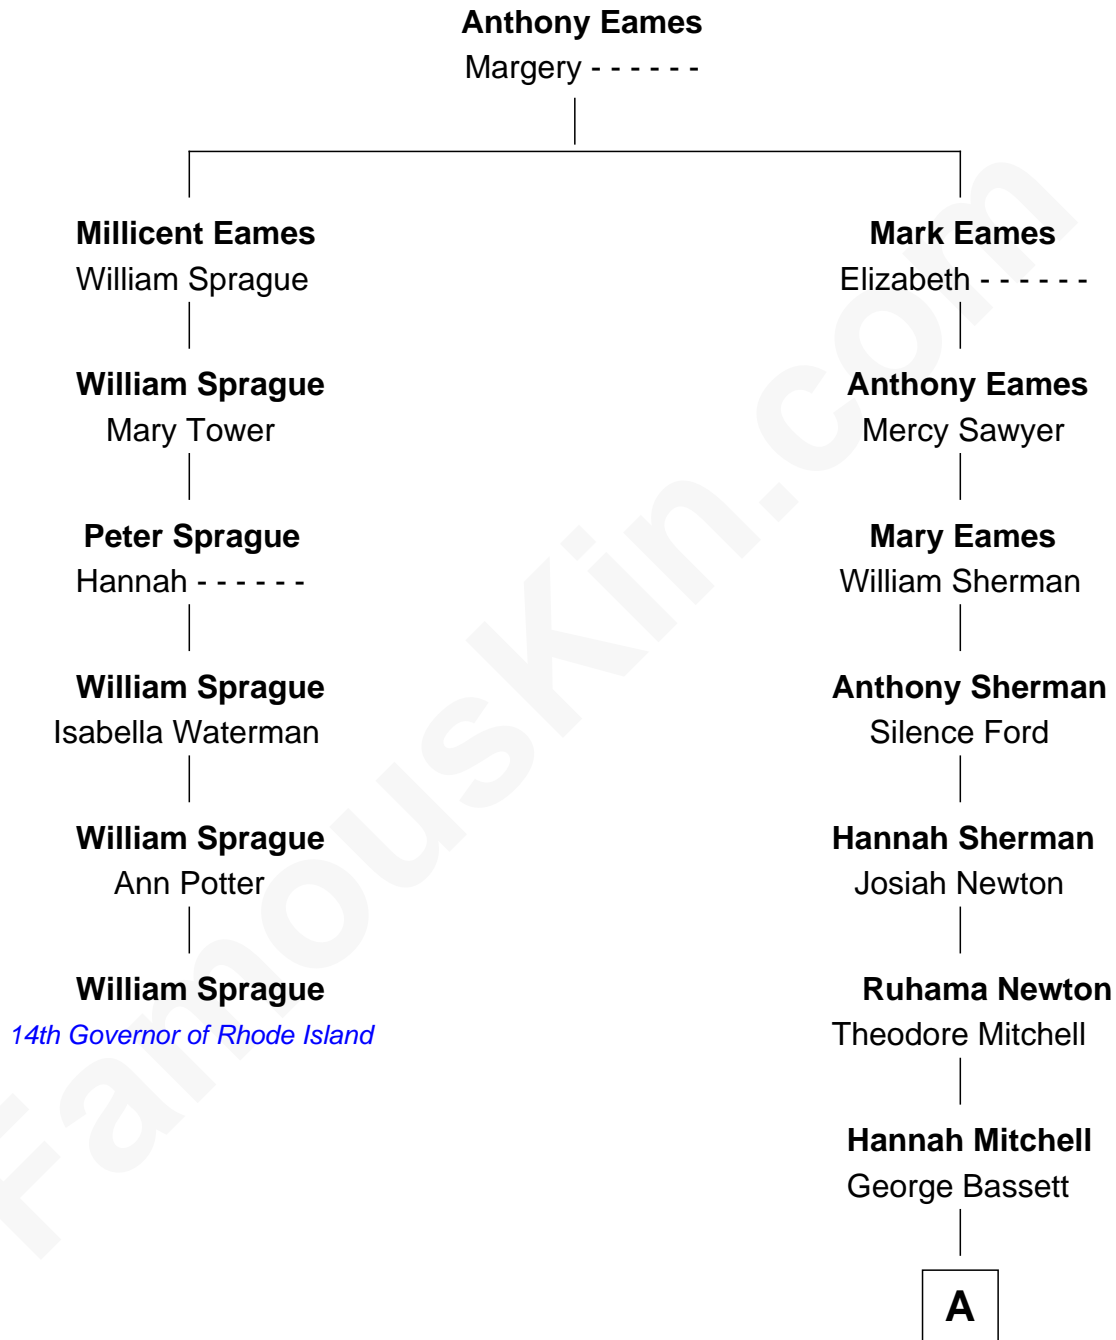 Anthony Eames
Margery - - - - - -
Millicent Eames
William Sprague
Mark Eames
Elizabeth - - - - - -
William Sprague
Mary Tower
Anthony Eames
Mercy Sawyer
Peter Sprague
Hannah - - - - - -
Mary Eames
William Sherman
William Sprague
Isabella Waterman
Anthony Sherman
Silence Ford
William Sprague
Ann Potter
Hannah Sherman
Josiah Newton
William Sprague
14th Governor of Rhode Island
Ruhama Newton
Theodore Mitchell
Hannah Mitchell
George Bassett
A
FamousKin.com